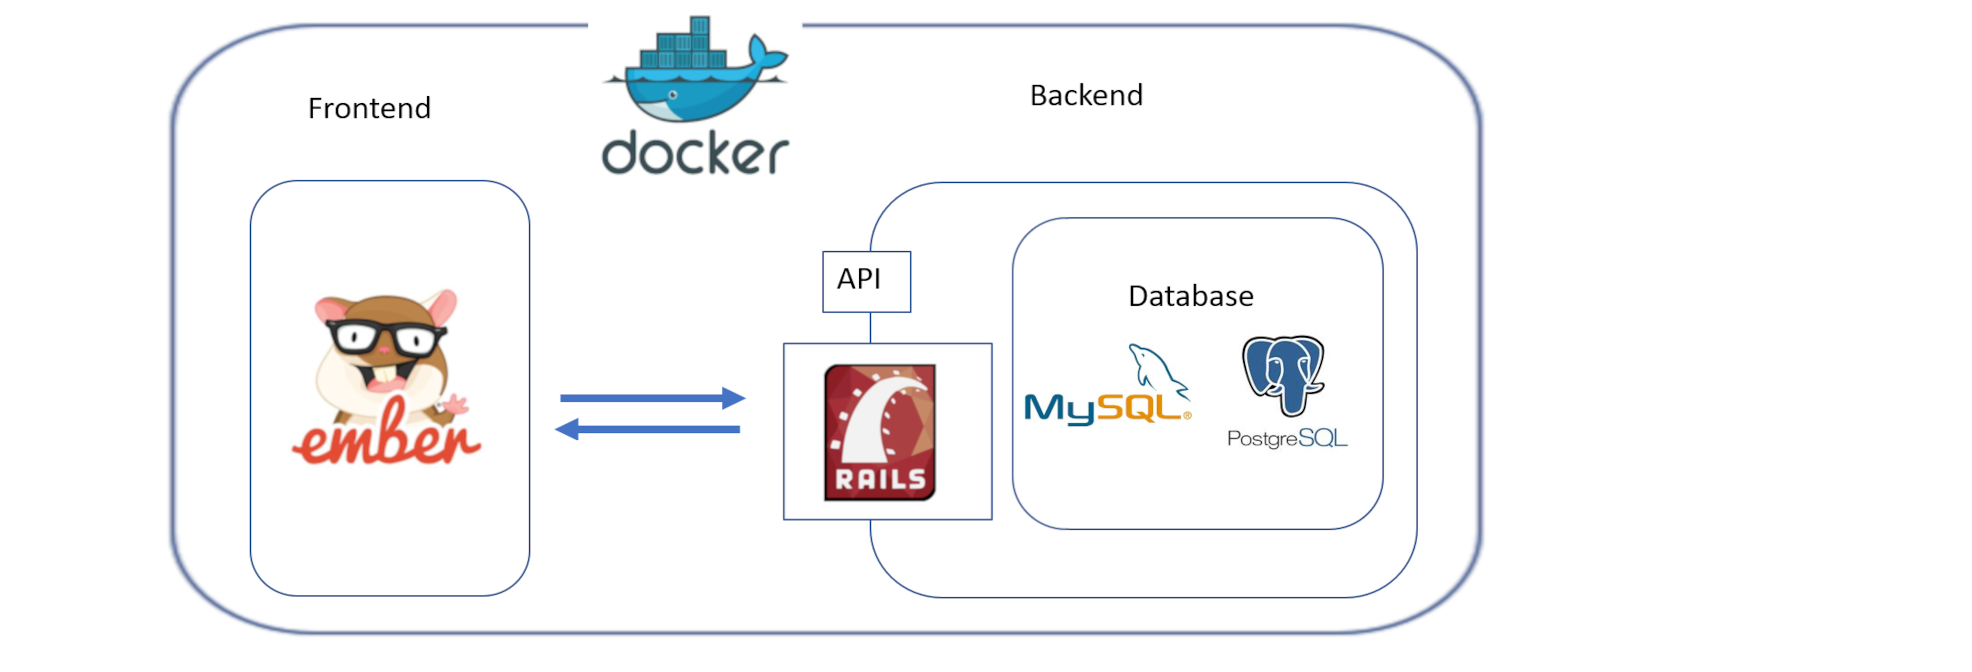 docker
Frontend
Backend
API
Database
MySQL®
PostgreSQL
ember
RAILS